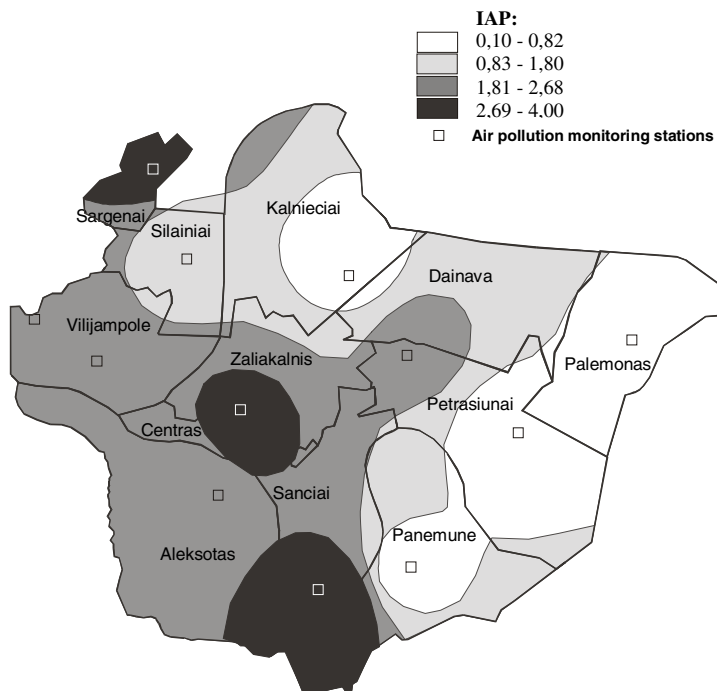 IAP:
0,10 - 0,82
0,83 - 1,80
1,81 - 2,68
2,69 - 4,00
Air pollution monitoring stations
Sargenai
Silainiai
Kalnieciai
Dainava
Vilijampole
Zaliakalnis
Palemonas
Petrasiunai
Centras
Sanciai
Panemune
Aleksotas